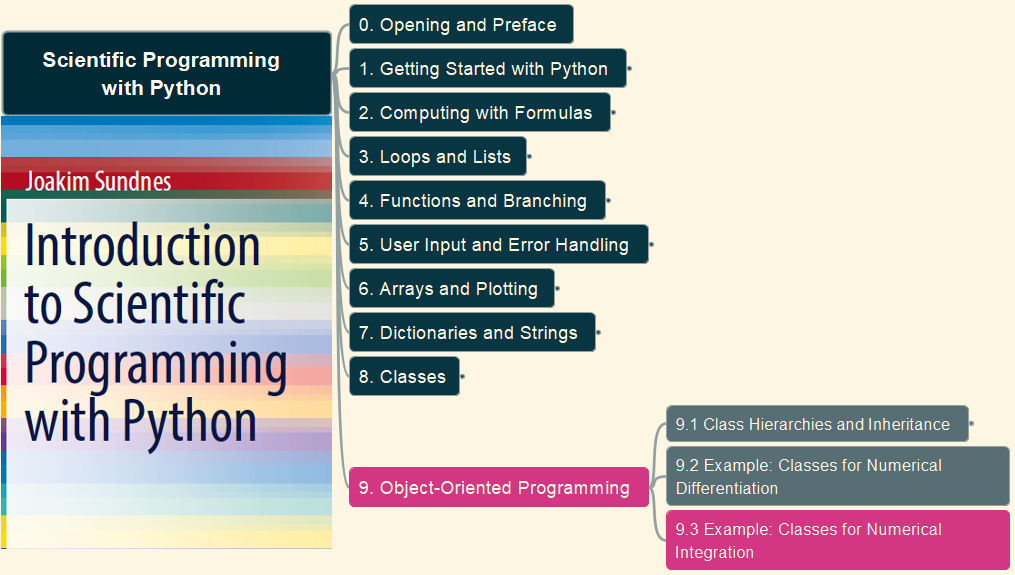 Scientific Programming
with Python
Joakim Sundnes
Introduction
to Scientific
Programming
with Python
0. Opening and Preface
1. Getting Started with Python
2. Computing with Formulas
3. Loops and Lists
4. Functions and Branching
5. User Input and Error Handling
6. Arrays and Plotting
7. Dictionaries and Strings
8. Classes
9. Object-Oriented Programming
9.1 Class Hierarchies and Inheritance
9.2 Example: Classes for Numerical
Differentiation
9.3 Example: Classes for Numerical
Integration